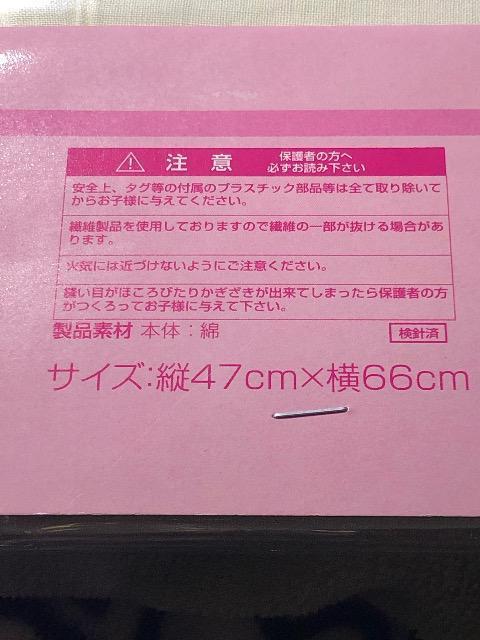 注意
保護者の方へ
必ずお読み下さい
安全上、タグ等の付属のプラスチック部品等は全て取り除いて
からお子様に与えてください。
繊維製品を使用しておりますので繊維の一部が抜ける場合があ
ります。
火気には近づけないようにご注意ください。
縫い目がほころびたりかぎざきが出来てしまったら保護者の方
がつくろってお子様に与えて下さい。
製品素材 本体：綿
検針済
サイズ：縦47cm×横66cm